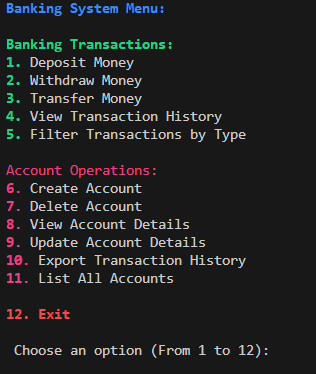 Banking System Menu:
Banking Transactions:
1. Deposit Money
2. Withdraw Money
3. Transfer Money
4. View Transaction History
5. Filter Transactions by Type
Account Operations:
6. Create Account
7. Delete Account
8. View Account Details
9. Update Account Details
10. Export Transaction History
11. List All Accounts
12. Exit
Choose an option (From 1 to 12):